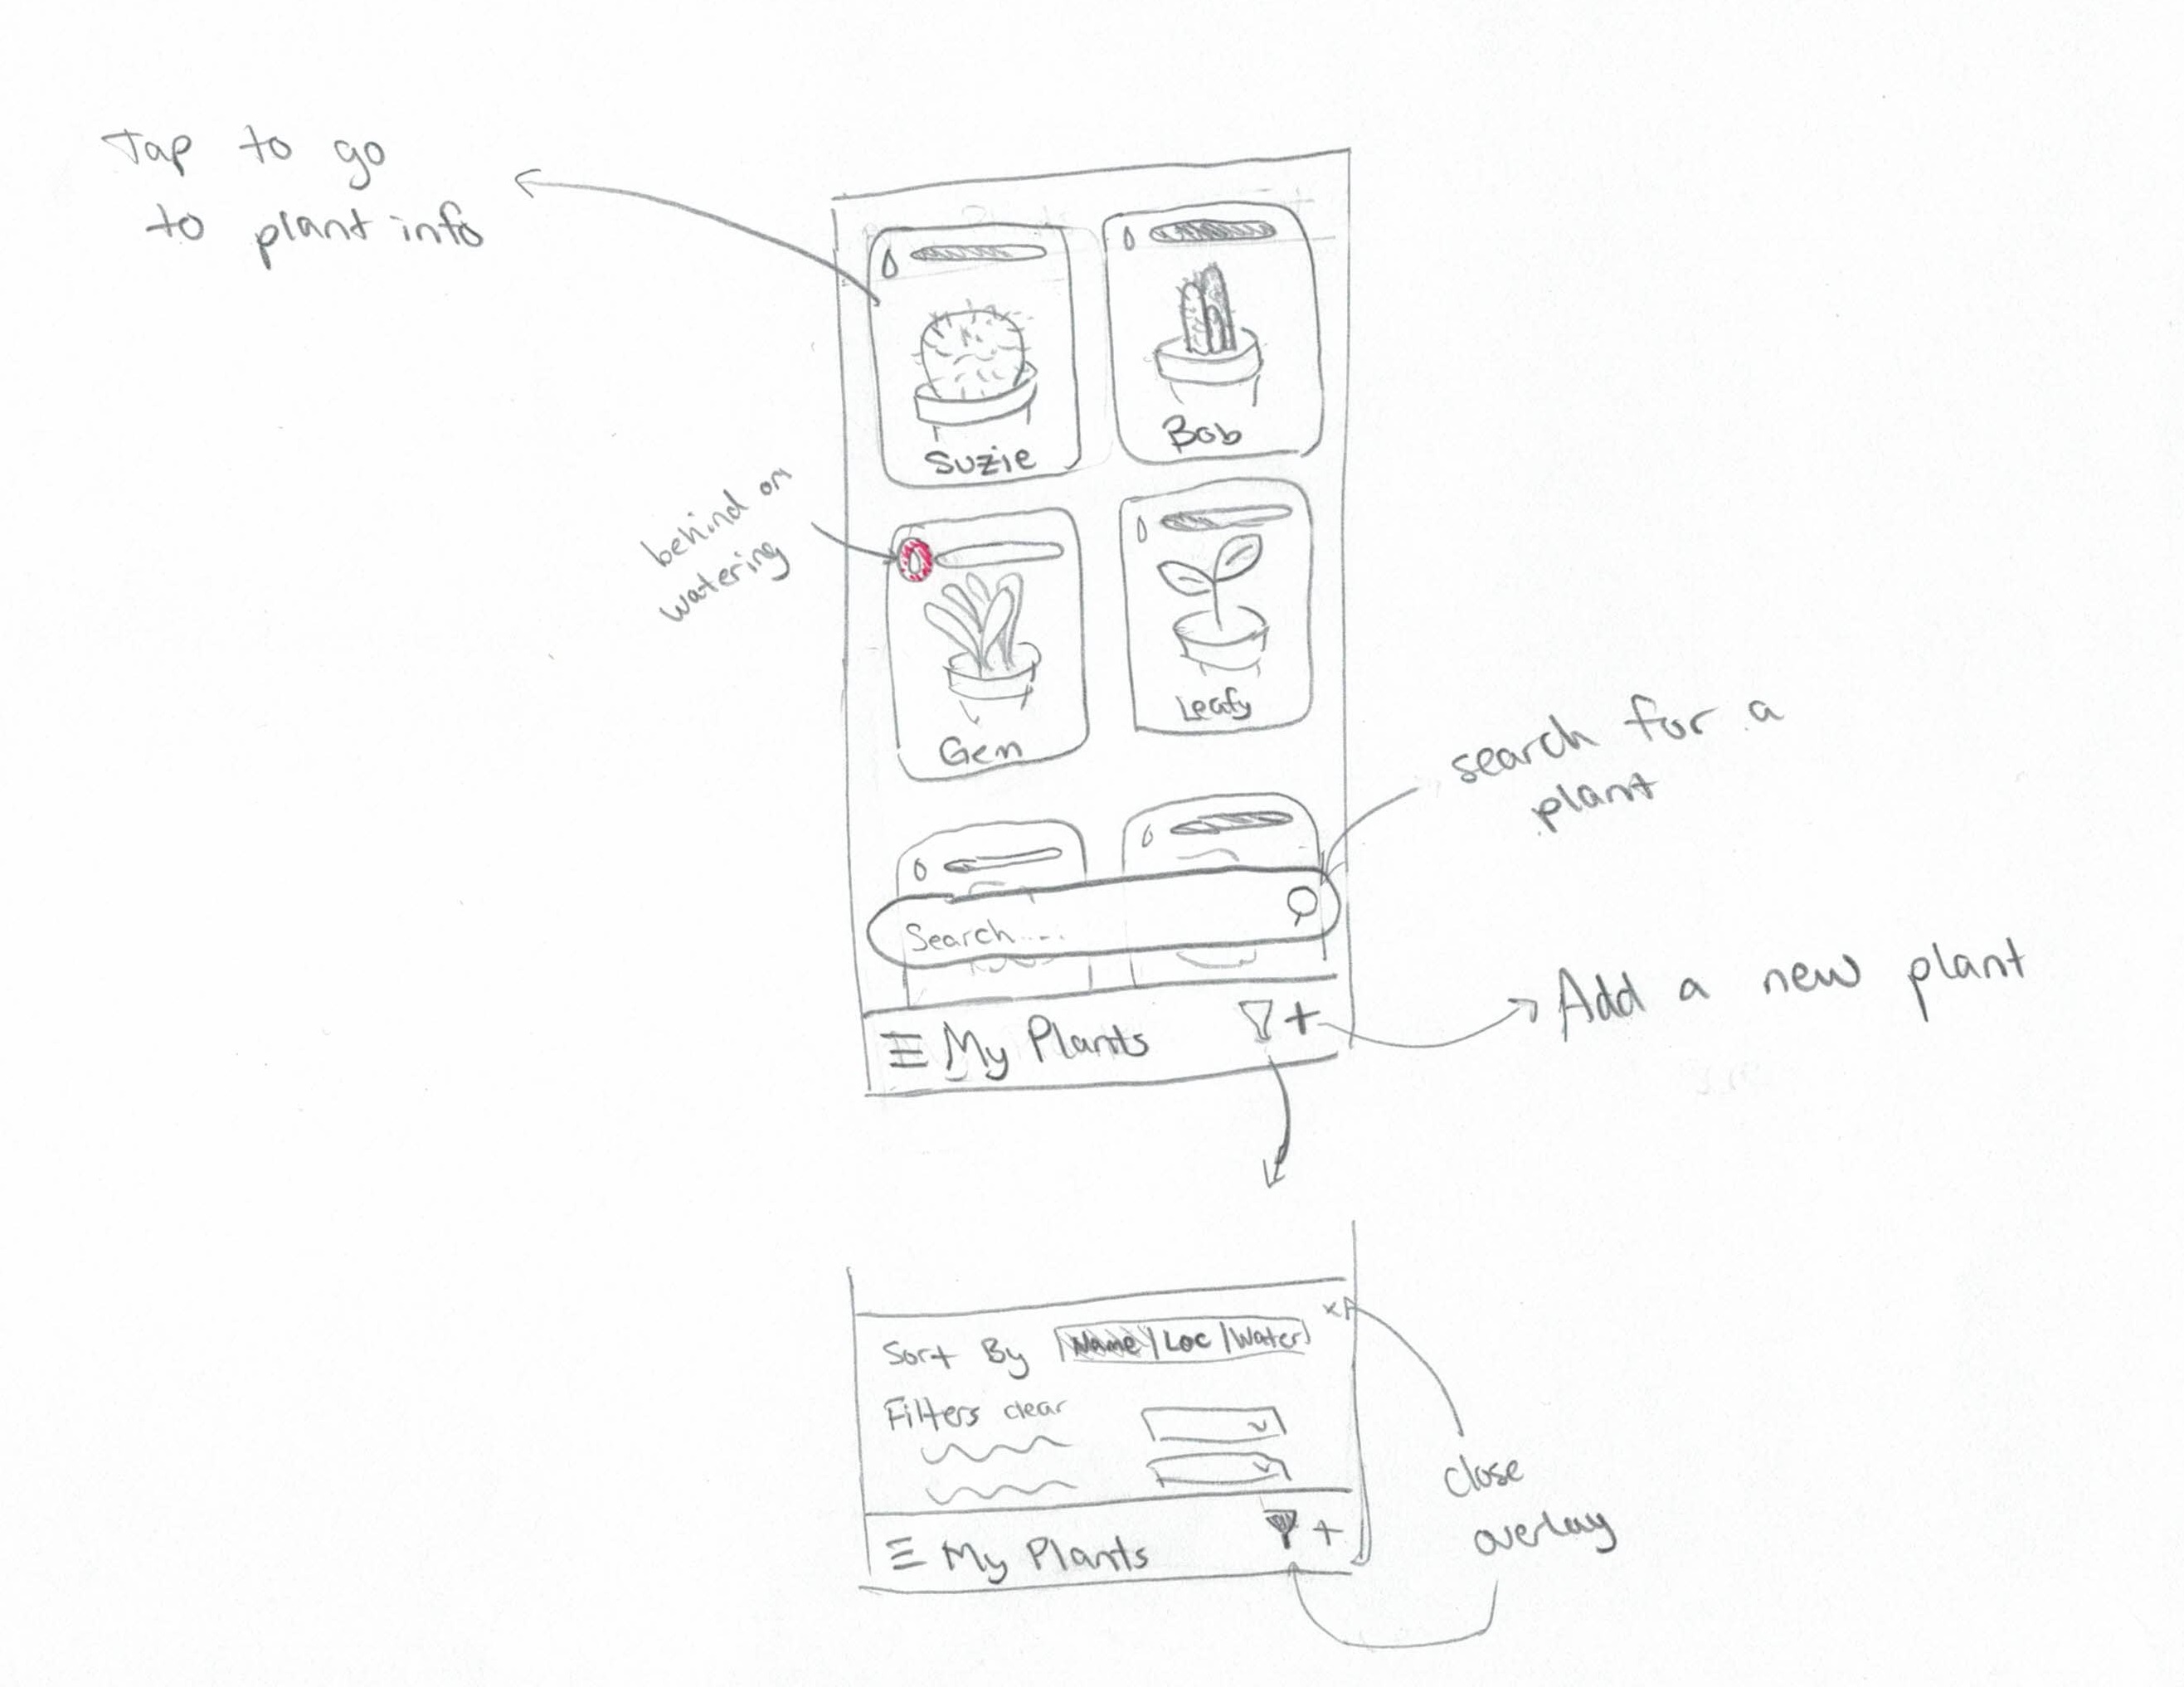 Tap to go
to plant info
Suzie
Bob
behind on
watering
Gem
Leafy
search for a
plant
Search....
Add a new plant
My Plants
x
Sort By Name | Loc | Water
Filters clear
close
overlay
My Plants